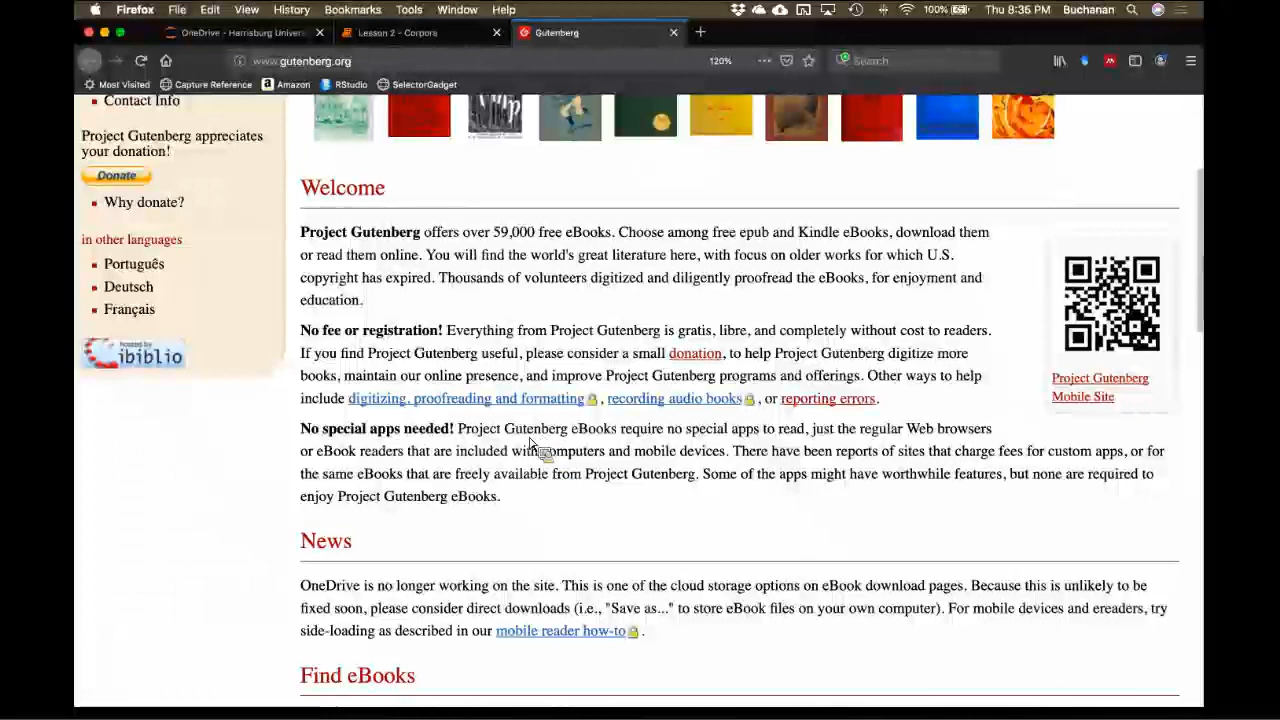 Firefox File Edit View History Bookmarks Tools Window Help 100% Thu 8:35 PM Buchanan
OneDrive - Harrisburg Univers Lesson 2 - Corpora Gutenberg
www.gutenberg.org 120% Search
Most Visited Capture Reference Amazon RStudio SelectorGadget
Contact Info
Project Gutenberg appreciates
your donation!
Donate
Why donate?
in other languages
Português
Deutsch
Français
hosted by
ibiblio
Welcome
Project Gutenberg offers over 59,000 free eBooks. Choose among free epub and Kindle eBooks, download them
or read them online. You will find the world's great literature here, with focus on older works for which U.S.
copyright has expired. Thousands of volunteers digitized and diligently proofread the eBooks, for enjoyment and
education.
No fee or registration! Everything from Project Gutenberg is gratis, libre, and completely without cost to readers.
If you find Project Gutenberg useful, please consider a small donation, to help Project Gutenberg digitize more
books, maintain our online presence, and improve Project Gutenberg programs and offerings. Other ways to help
include digitizing, proofreading and formatting, recording audio books, or reporting errors.
No special apps needed! Project Gutenberg eBooks require no special apps to read, just the regular Web browsers
or eBook readers that are included with computers and mobile devices. There have been reports of sites that charge fees for custom apps, or for
the same eBooks that are freely available from Project Gutenberg. Some of the apps might have worthwhile features, but none are required to
enjoy Project Gutenberg eBooks.
Project Gutenberg
Mobile Site
News
OneDrive is no longer working on the site. This is one of the cloud storage options on eBook download pages. Because this is unlikely to be
fixed soon, please consider direct downloads (i.e., "Save as..." to store eBook files on your own computer). For mobile devices and ereaders, try
side-loading as described in our mobile reader how-to .
Find eBooks